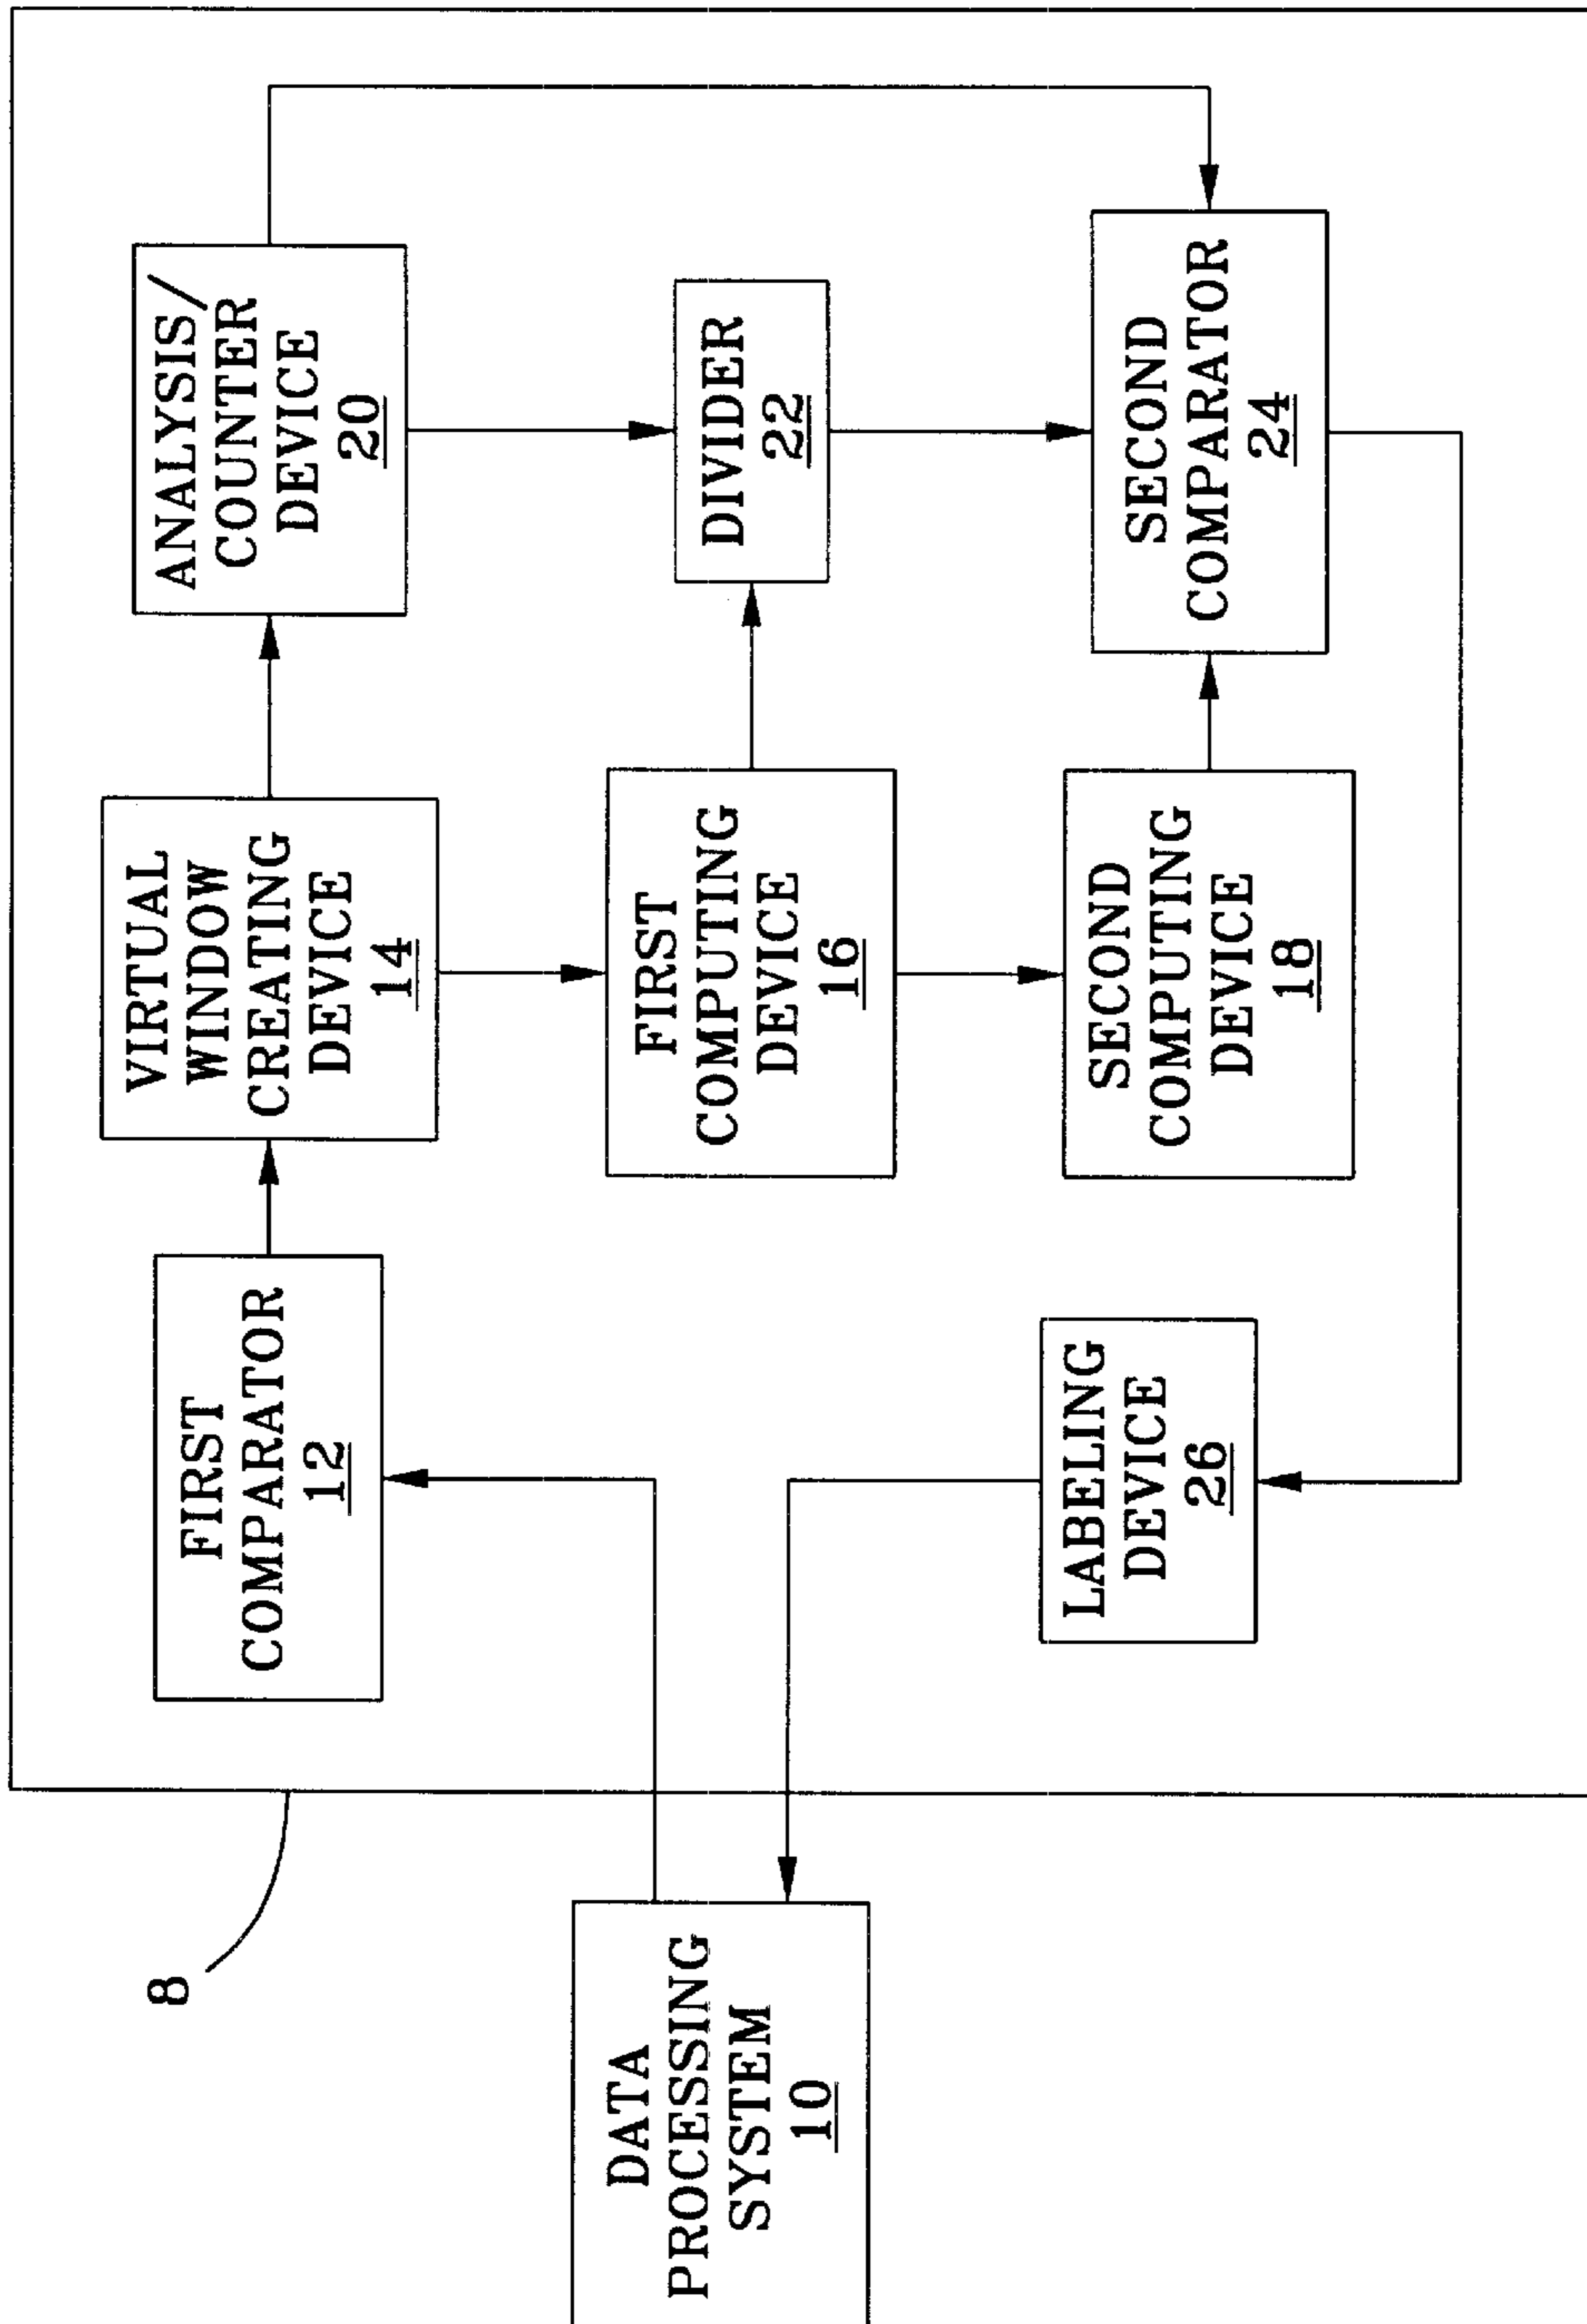 8
DATA
PROCESSING
SYSTEM
10
FIRST
COMPARATOR
12
VIRTUAL
WINDOW
CREATING
DEVICE
14
ANALYSIS/
COUNTER
DEVICE
20
FIRST
COMPUTING
DEVICE
16
DIVIDER
22
LABELING
DEVICE
26
SECOND
COMPUTING
DEVICE
18
SECOND
COMPARATOR
24